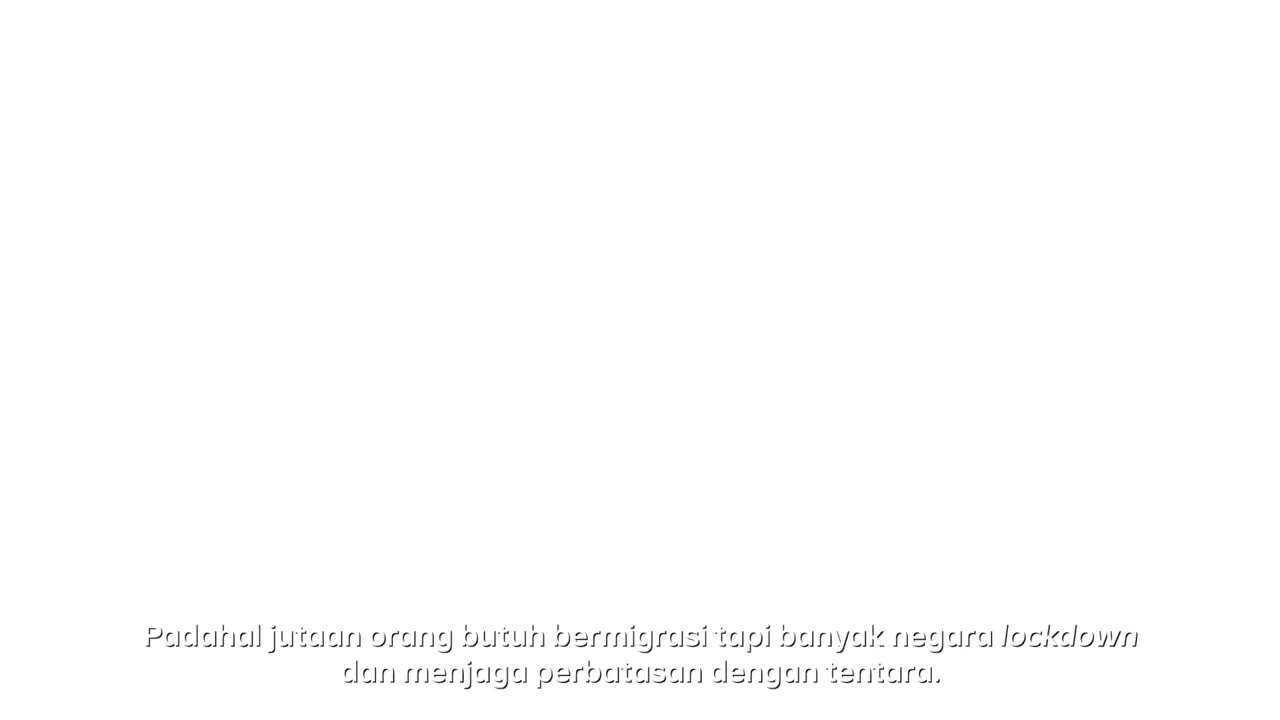 Padahal jutaan orang butuh bermigrasi tapi banyak negara lockdown
dan menjaga perbatasan dengan tentara.